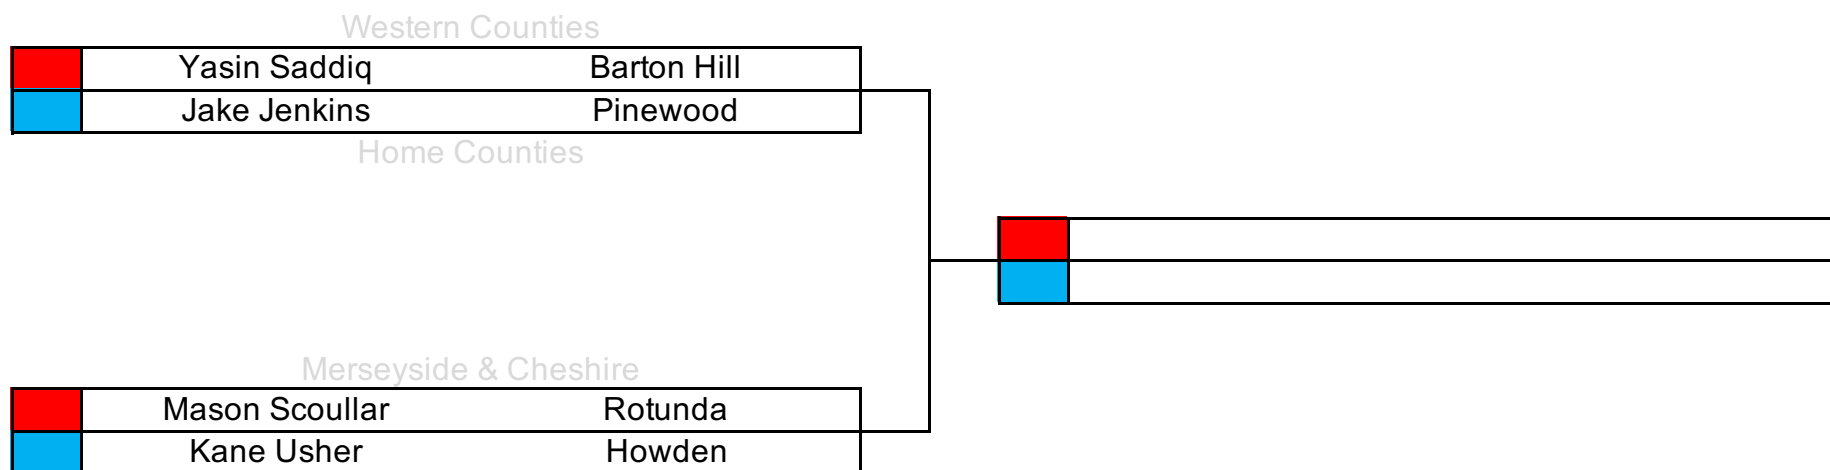 Western Counties
Yasin Saddiq Barton Hill
Jake Jenkins Pinewood
Home Counties
Merseyside & Cheshire
Mason Scoullar Rotunda
Kane Usher Howden